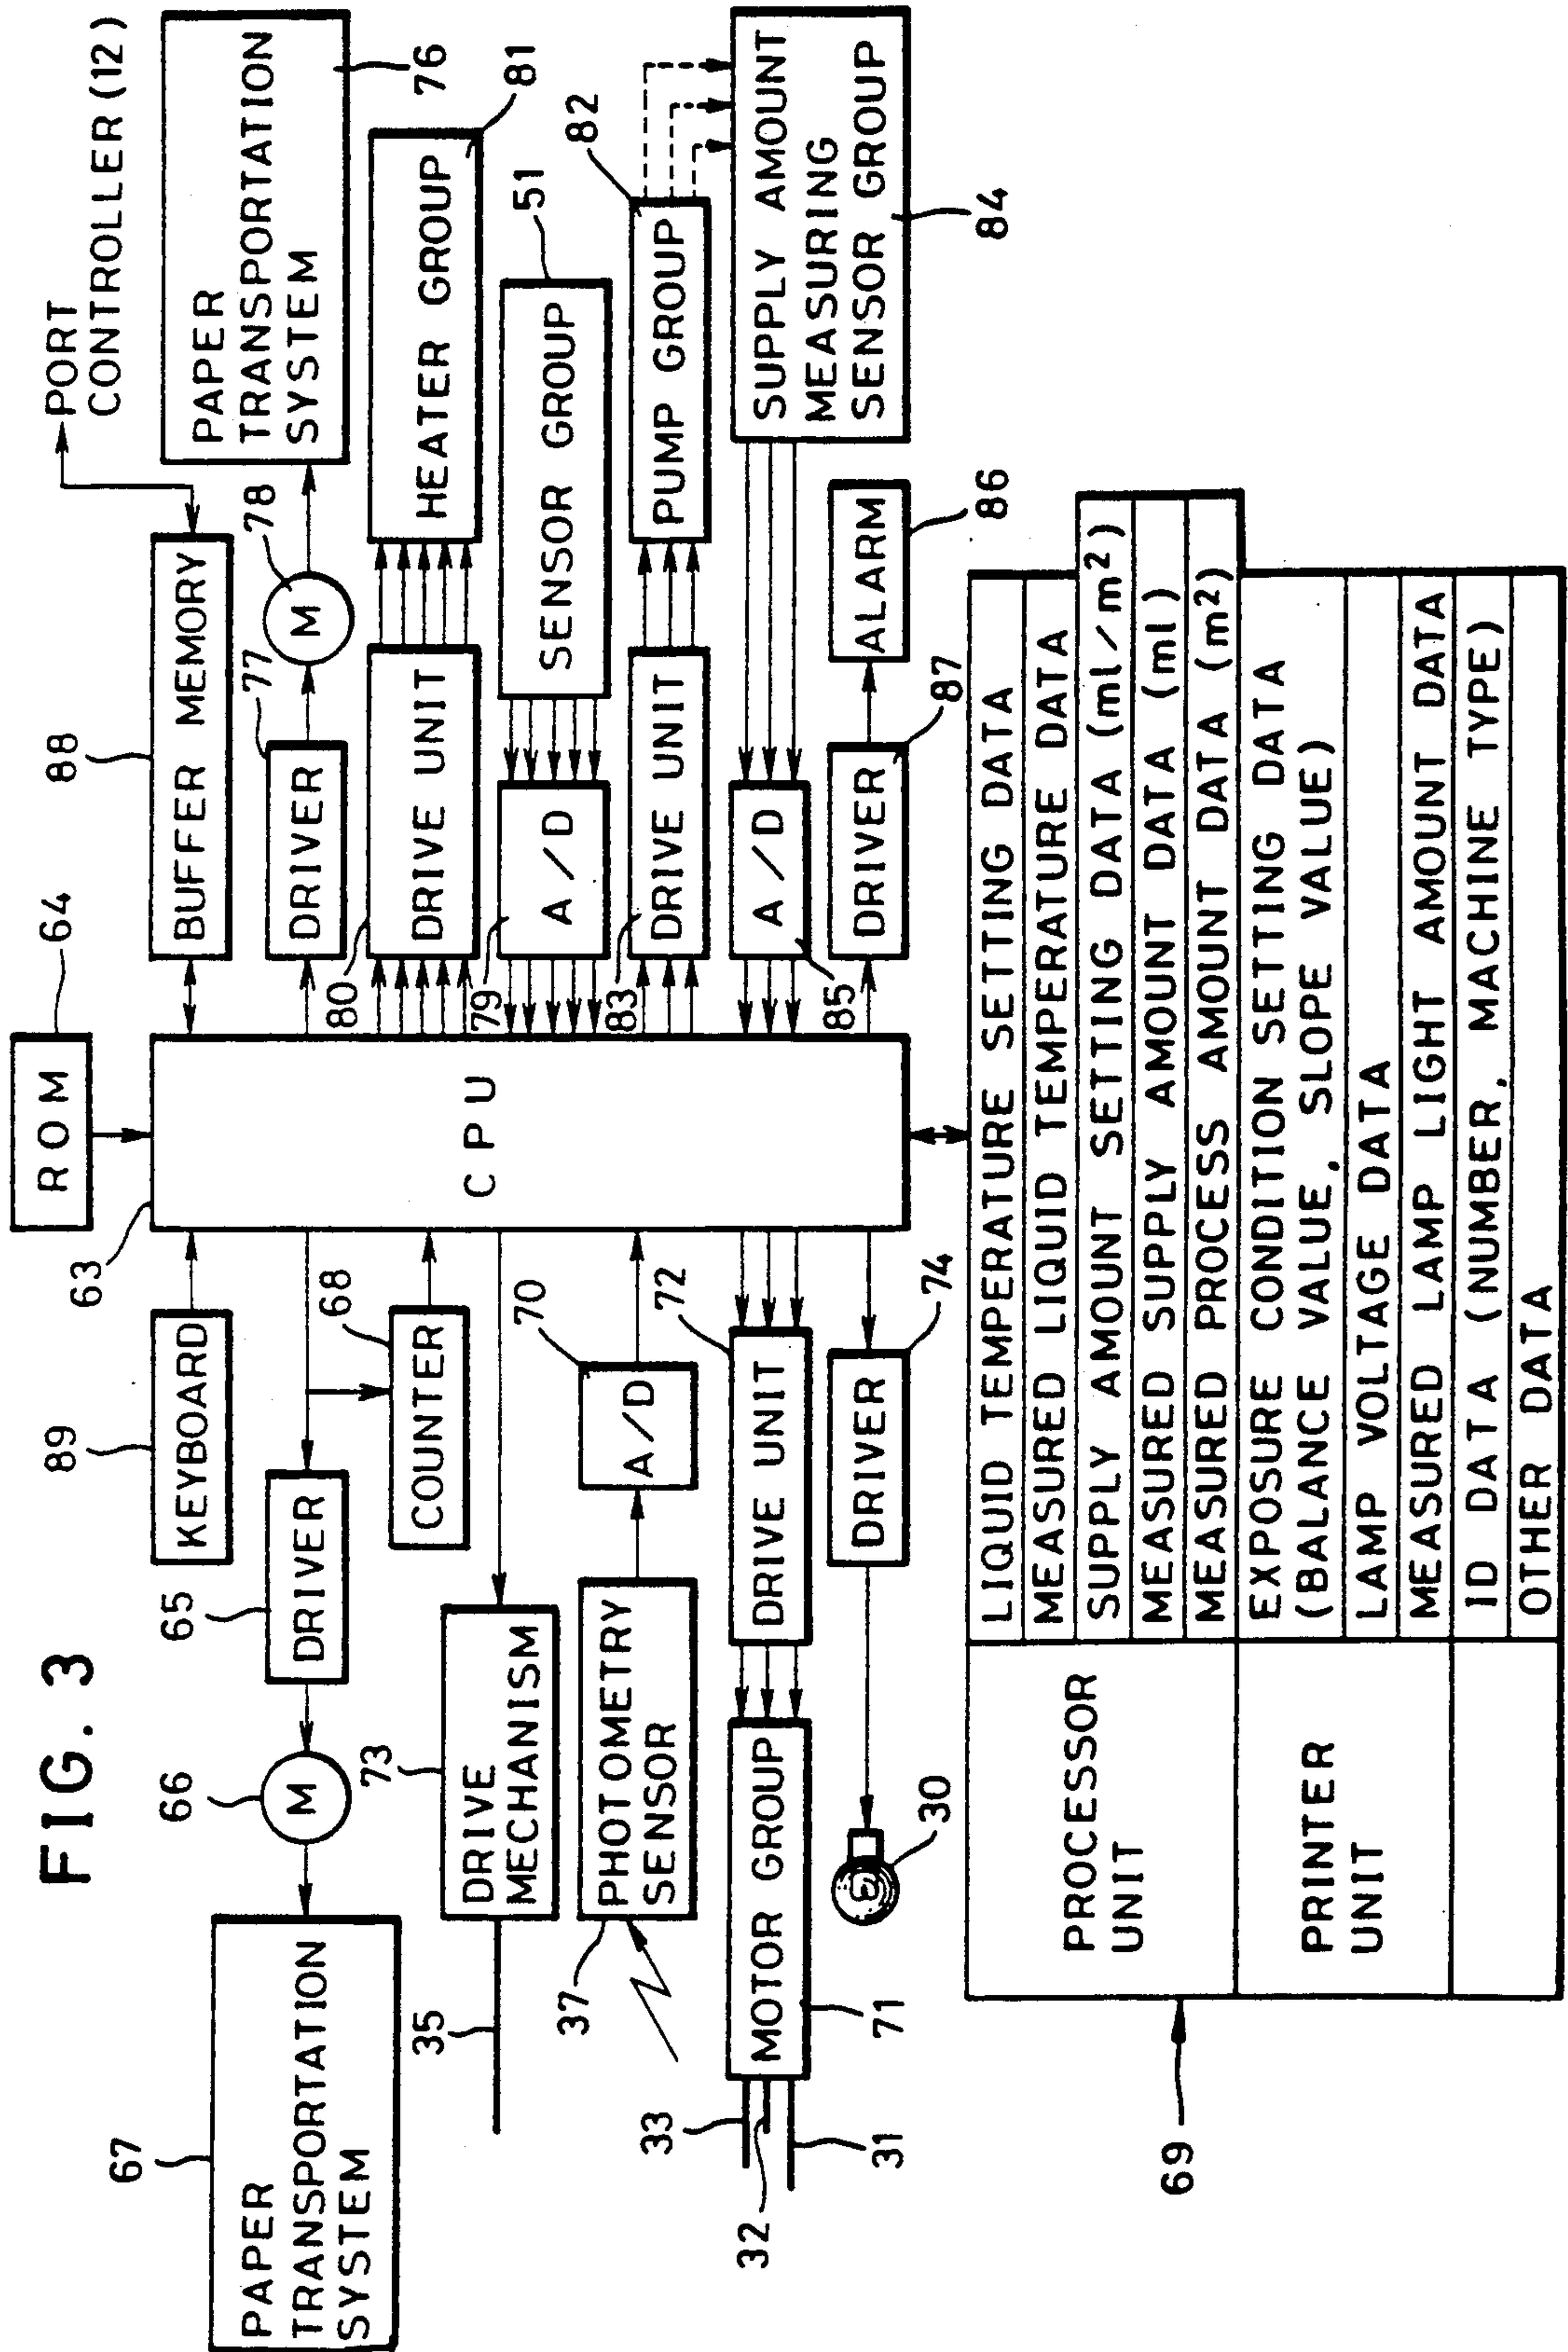 FIG. 3
67
PAPER
TRANSPORTATION
SYSTEM
66
M
65
DRIVER
89
KEYBOARD
63
ROM
64
CPU
68
COUNTER
35
73
DRIVE
MECHANISM
37
PHOTOMETRY
SENSOR
70
A/D
33
32
31
MOTOR GROUP
71
DRIVE UNIT
72
30
DRIVER
74
88
BUFFER MEMORY
PORT
CONTROLLER (12)
77
DRIVER
78
M
PAPER
TRANSPORTATION
SYSTEM
76
80
DRIVE UNIT
HEATER GROUP
81
79
A/D
SENSOR GROUP
51
83
DRIVE UNIT
PUMP GROUP
82
85
A/D
SUPPLY AMOUNT
MEASURING
SENSOR GROUP
84
DRIVER
87
ALARM
86
69
PROCESSOR
UNIT
LIQUID TEMPERATURE SETTING DATA
MEASURED LIQUID TEMPERATURE DATA
SUPPLY AMOUNT SETTING DATA (ml/m²)
MEASURED SUPPLY AMOUNT DATA (ml)
MEASURED PROCESS AMOUNT DATA (m²)
PRINTER
UNIT
EXPOSURE CONDITION SETTING DATA
(BALANCE VALUE, SLOPE VALUE)
LAMP VOLTAGE DATA
MEASURED LAMP LIGHT AMOUNT DATA
ID DATA (NUMBER, MACHINE TYPE)
OTHER DATA